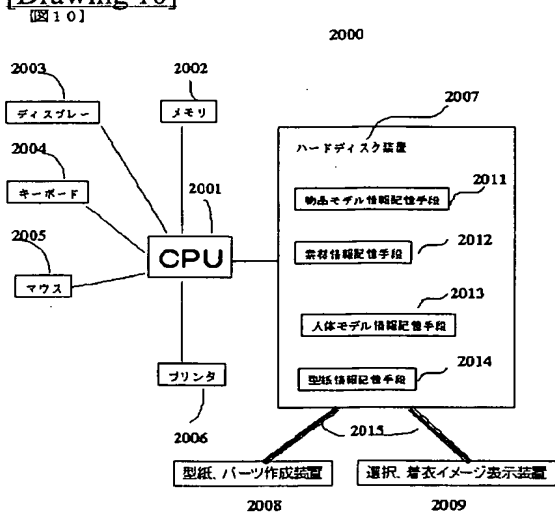 [Drawing 10]
【図10】
2000
2003
2002
ディスプレー
メモリ
2007
ハードディスク装置
2004
キーボード
2001
CPU
2011
物品モデル情報記憶手段
2012
素材情報記憶手段
2005
マウス
2013
人体モデル情報記憶手段
2014
型紙情報記憶手段
プリンタ
2006
2015
型紙、パーツ作成装置
選択、着衣イメージ表示装置
2008
2009